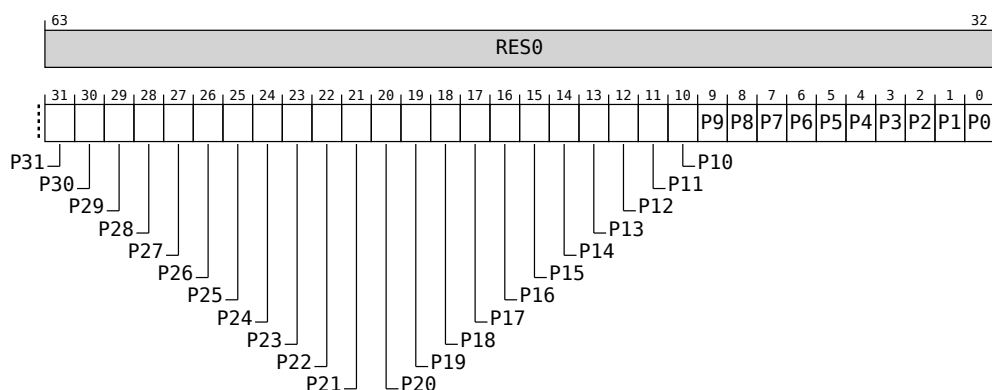 63 32
RES0
31 30 29 28 27 26 25 24 23 22 21 20 19 18 17 16 15 14 13 12 11 10 9 8 7 6 5 4 3 2 1 0
P9 P8 P7 P6 P5 P4 P3 P2 P1 P0
P31 P10
P30 P11
P29 P12
P28 P13
P27 P14
P26 P15
P25 P16
P24 P17
P23 P18
P22 P19
P21 P20